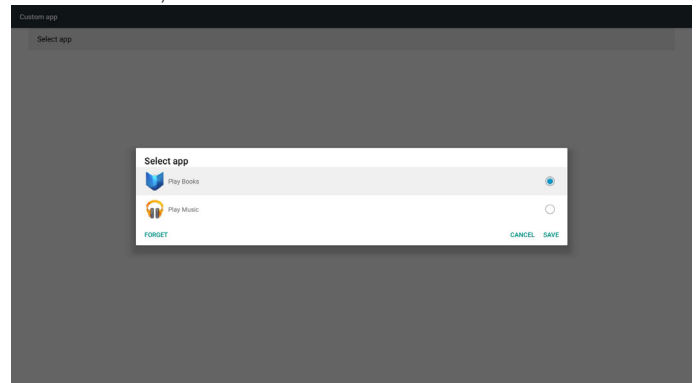 Custom app
Select app
Select app
Play Books
Play Music
FORGET
CANCEL SAVE